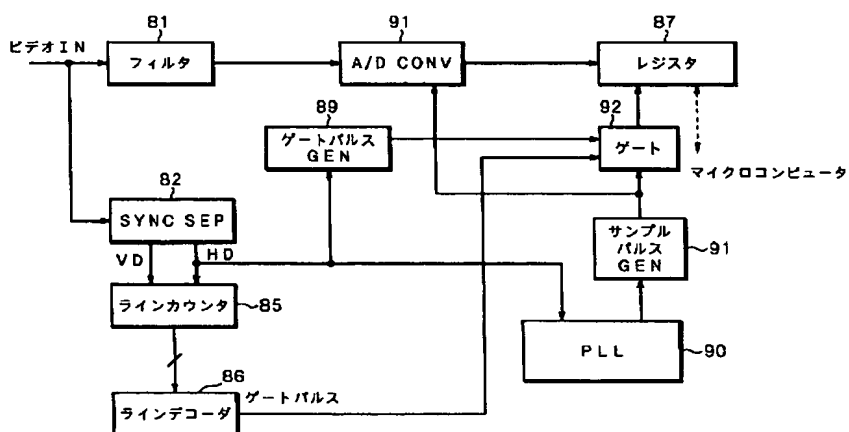 81
91
87
ビデオIN
フィルタ
A/D CONV
レジスタ
89
92
ゲートパルス
GEN
ゲート
マイクロコンピュータ
82
SYNC SEP
サンプル
パルス
GEN
91
VD
HD
ラインカウンタ
85
PLL
90
86
ゲートパルス
ラインデコーダ